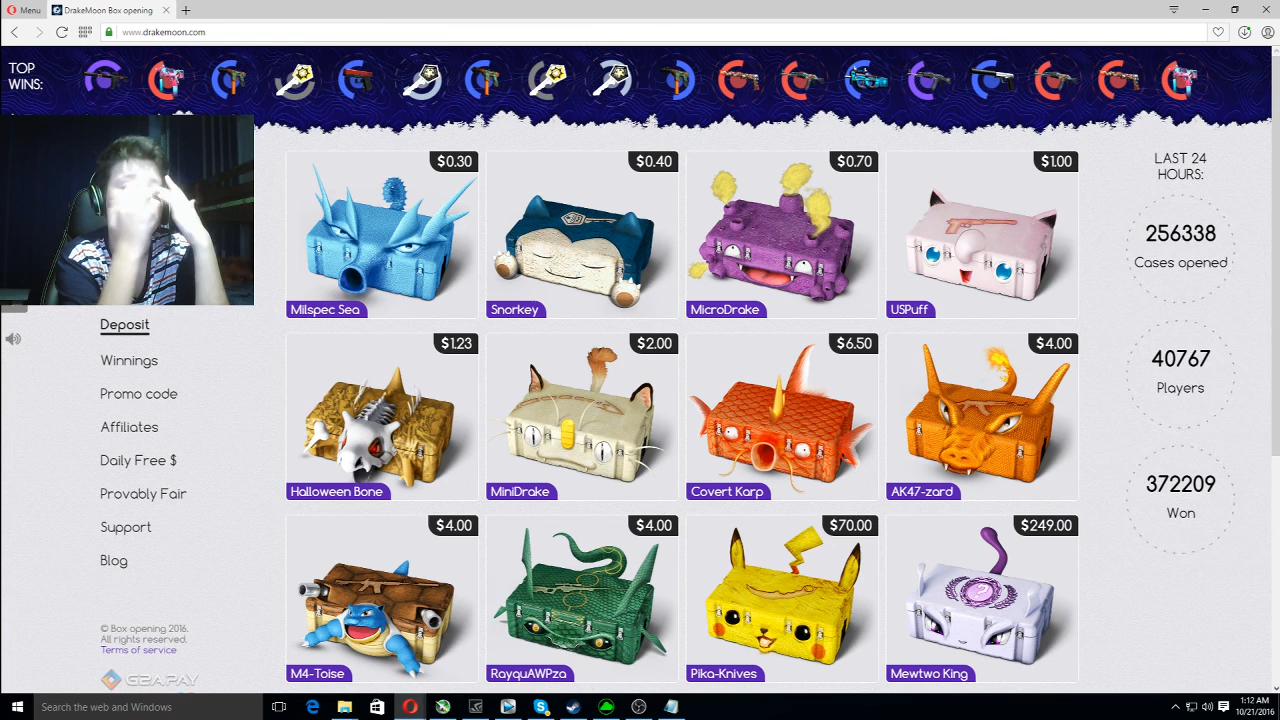 Menu
DrakeMoon Box opening
www.drakemoon.com
TOP
WINS:
$0.30
$0.40
$0.70
$1.00
Milspec Sea
Snorkey
MicroDrake
USPuff
LAST 24
HOURS:
256338
Cases opened
40767
Players
372209
Won
Deposit
Winnings
Promo code
Affiliates
Daily Free $
Provably Fair
Support
Blog
$1.23
$2.00
$6.50
$4.00
Halloween Bone
MiniDrake
Covert Karp
AK47-zard
$4.00
$4.00
$70.00
$249.00
M4-Toise
RayquAWPza
Pika-Knives
Mewtwo King
© Box opening 2016.
All rights reserved.
Terms of service
G2A.PAY
Search the web and Windows
1:12 AM
10/21/2016